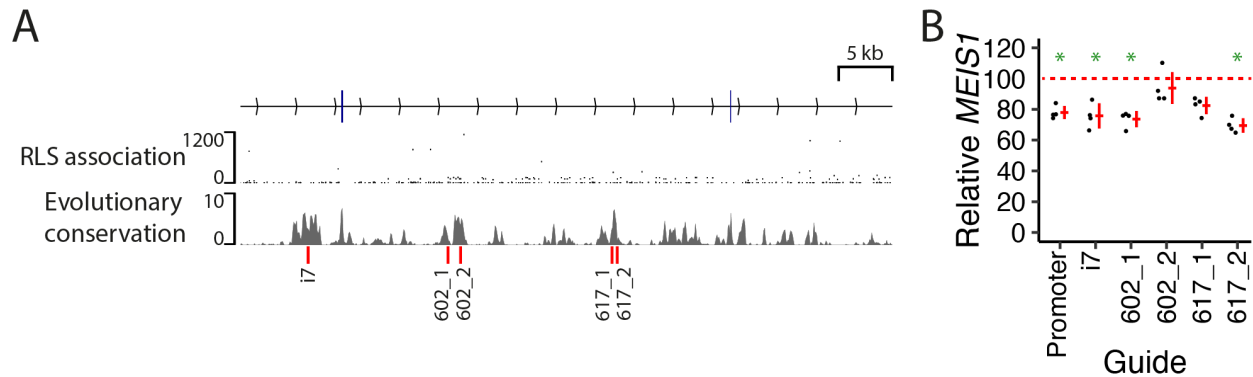 A
5 kb
RLS association
1200
0
Evolutionary
conservation
10
0
i7
602_1
602_2
617_1
617_2
B
Relative MEIS1
120
100
80
60
40
20
0
* * * *
Promoter
i7
602_1
602_2
617_1
617_2
Guide